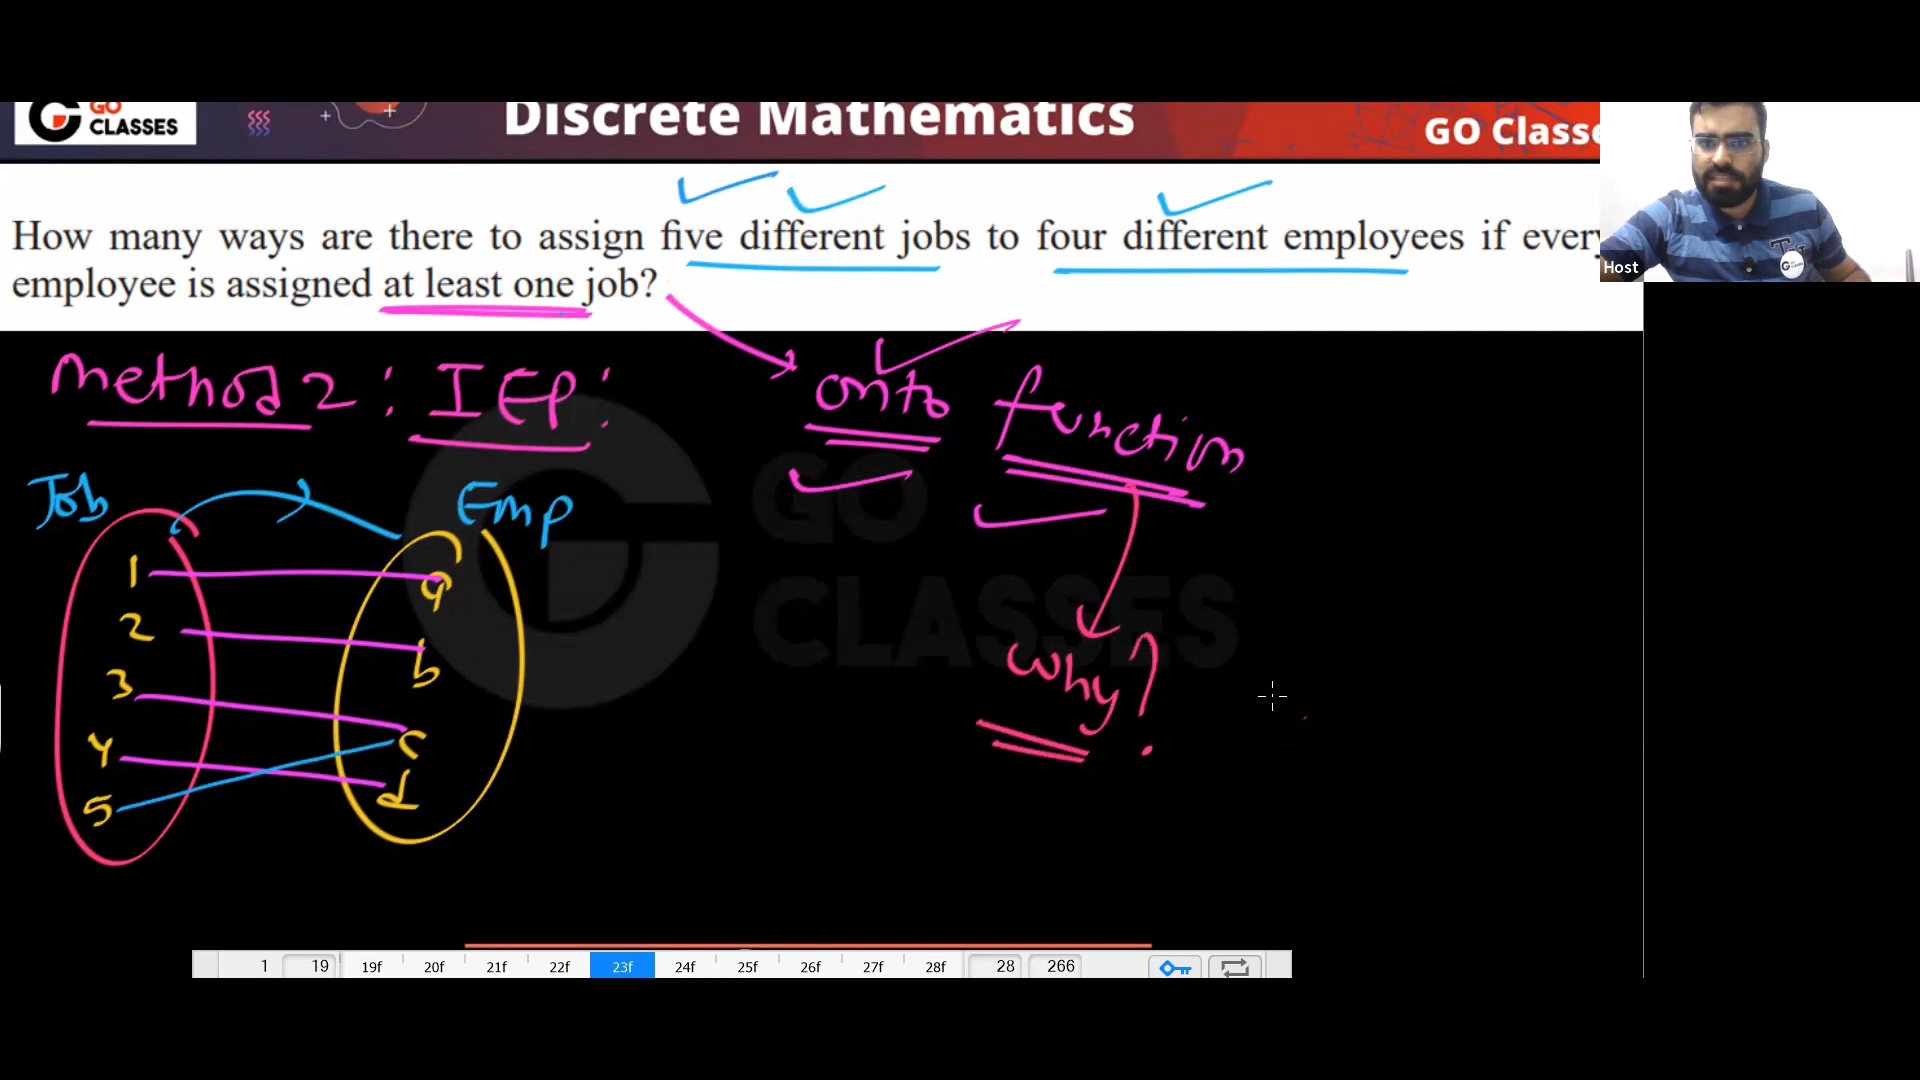 GO
CLASSES
Discrete Mathematics
GO Classe
How many ways are there to assign five different jobs to four different employees if every
employee is assigned at least one job?
Host
Method 2 : IEP :
onto function
Job
Emp
GO
CLASSES
1
a
2
b
3
c
4
d
5
why?
1 19 19f 20f 21f 22f 23f 24f 25f 26f 27f 28f 28 266